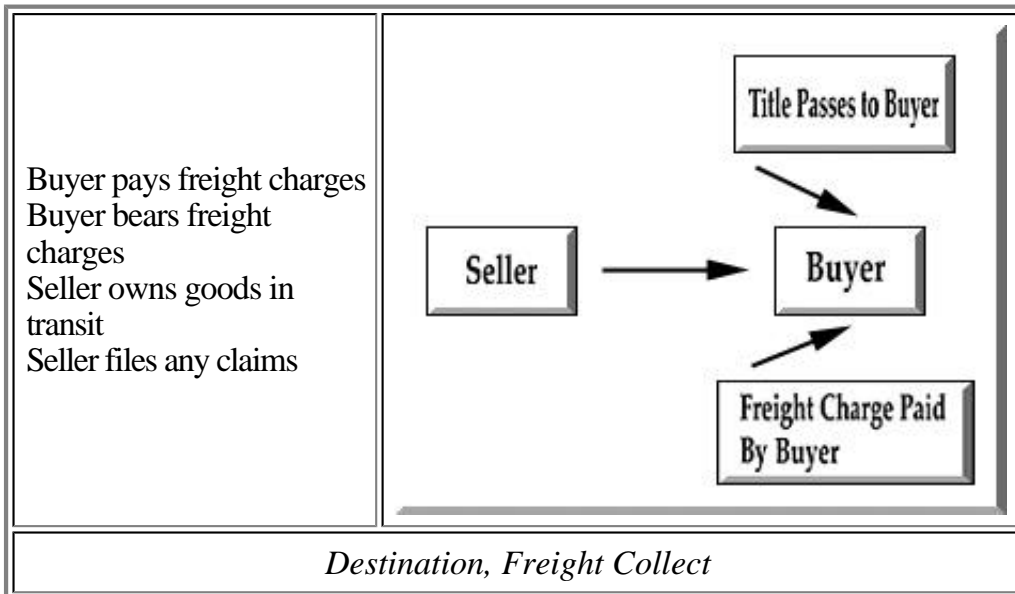 Buyer pays freight charges
Buyer bears freight
charges
Seller owns goods in
transit
Seller files any claims
Title Passes to Buyer
Seller
Buyer
Freight Charge Paid
By Buyer
Destination, Freight Collect